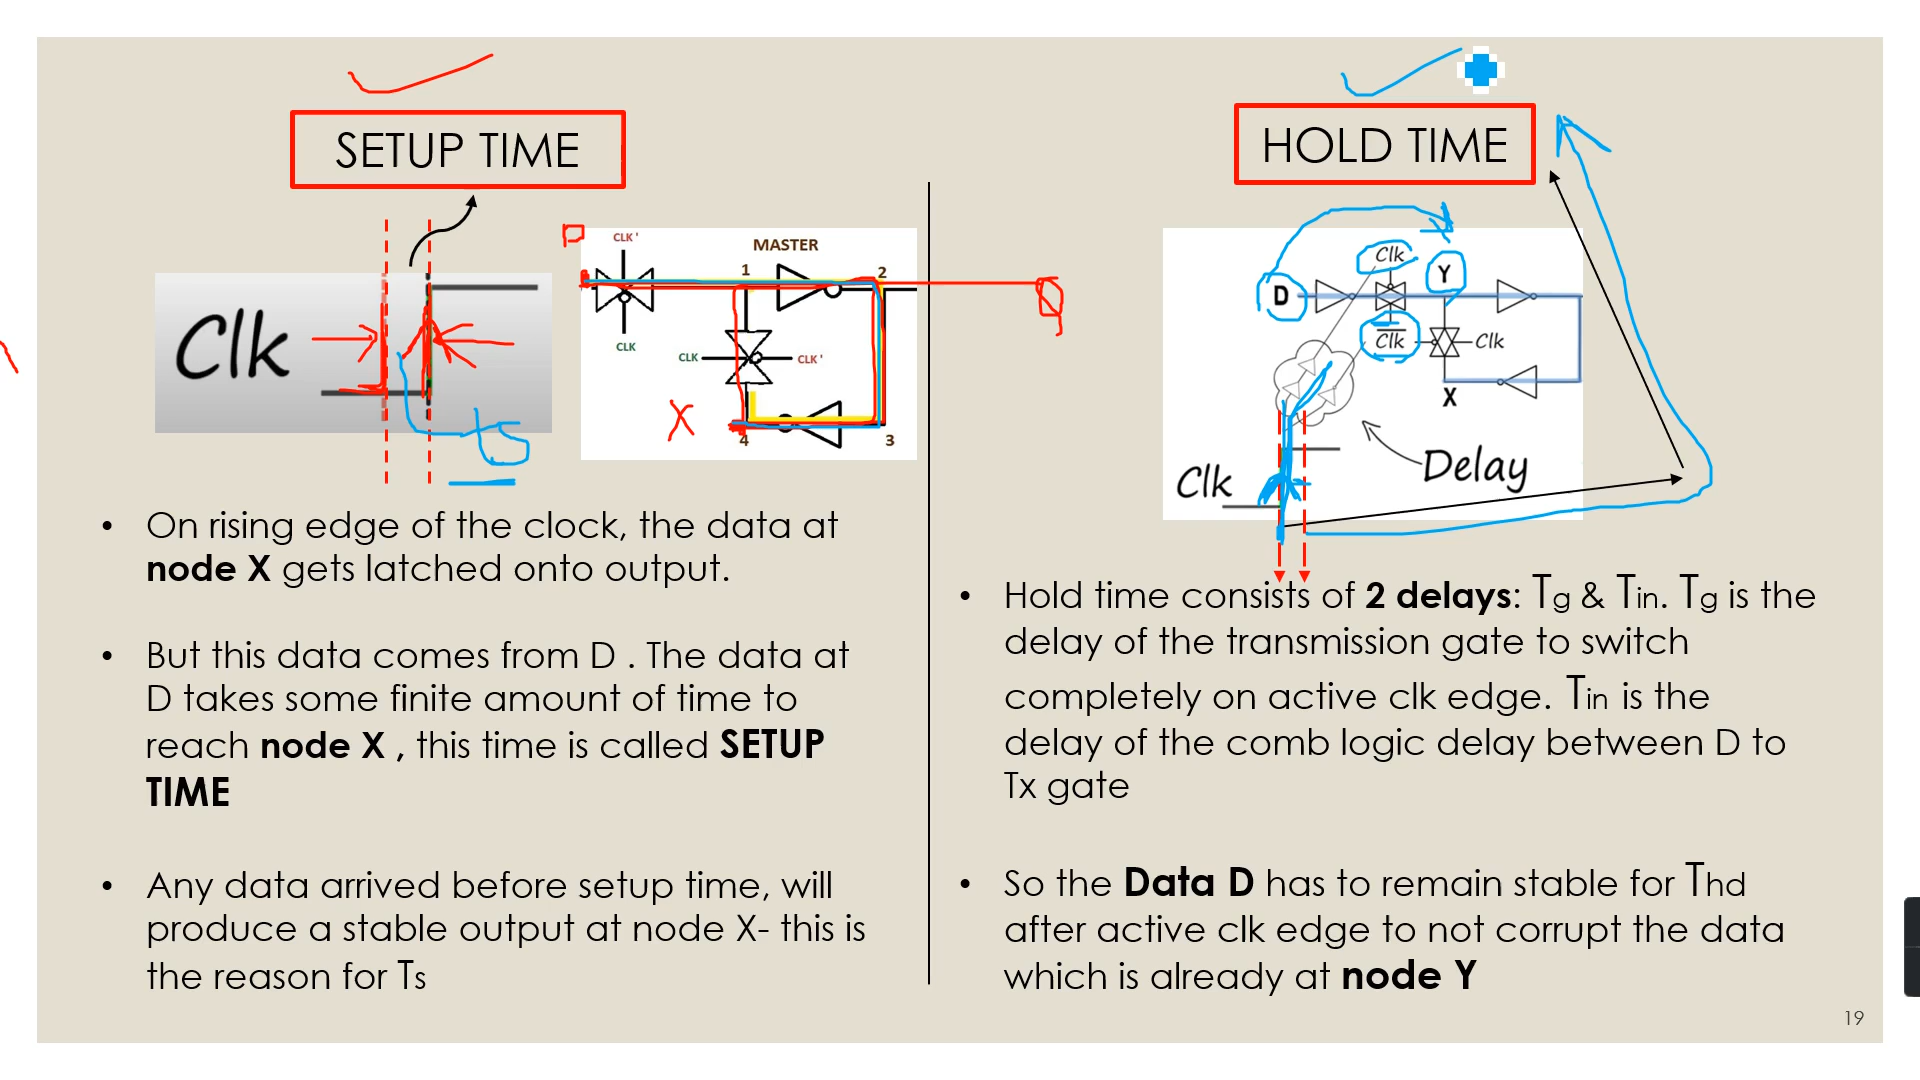 SETUP TIME
Clk
CLK '
MASTER
1
2
CLK
CLK
CLK '
X
4
3
ts
• On rising edge of the clock, the data at
node X gets latched onto output.
• But this data comes from D . The data at
D takes some finite amount of time to
reach node X , this time is called SETUP
TIME
• Any data arrived before setup time, will
produce a stable output at node X- this is
the reason for Ts
HOLD TIME
Clk
Y
D
Clk
Clk
X
Delay
Clk
• Hold time consists of 2 delays: Tg & Tin. Tg is the
delay of the transmission gate to switch
completely on active clk edge. Tin is the
delay of the comb logic delay between D to
Tx gate
• So the Data D has to remain stable for Thd
after active clk edge to not corrupt the data
which is already at node Y
19